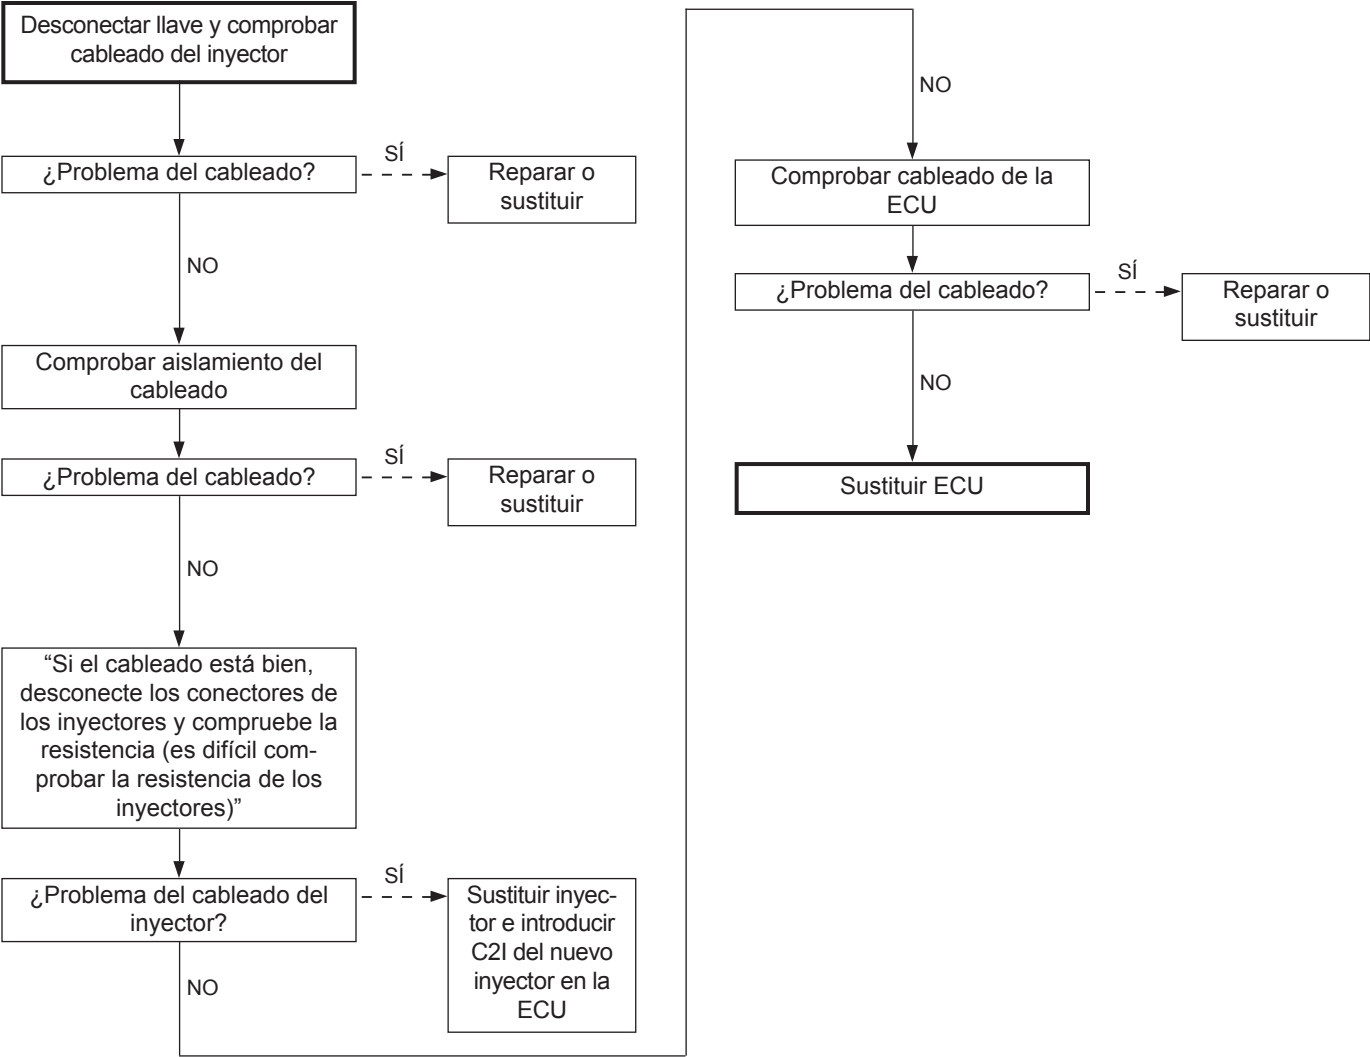 Desconectar llave y comprobar
cableado del inyector
¿Problema del cableado?
SÍ
Reparar o
sustituir
NO
Comprobar aislamiento del
cableado
¿Problema del cableado?
SÍ
Reparar o
sustituir
NO
“Si el cableado está bien,
desconecte los conectores de
los inyectores y compruebe la
resistencia (es difícil com-
probar la resistencia de los
inyectores)”
¿Problema del cableado del
inyector?
SÍ
Sustituir inyec-
tor e introducir
C2I del nuevo
inyector en la
ECU
NO
NO
Comprobar cableado de la
ECU
¿Problema del cableado?
SÍ
Reparar o
sustituir
NO
Sustituir ECU